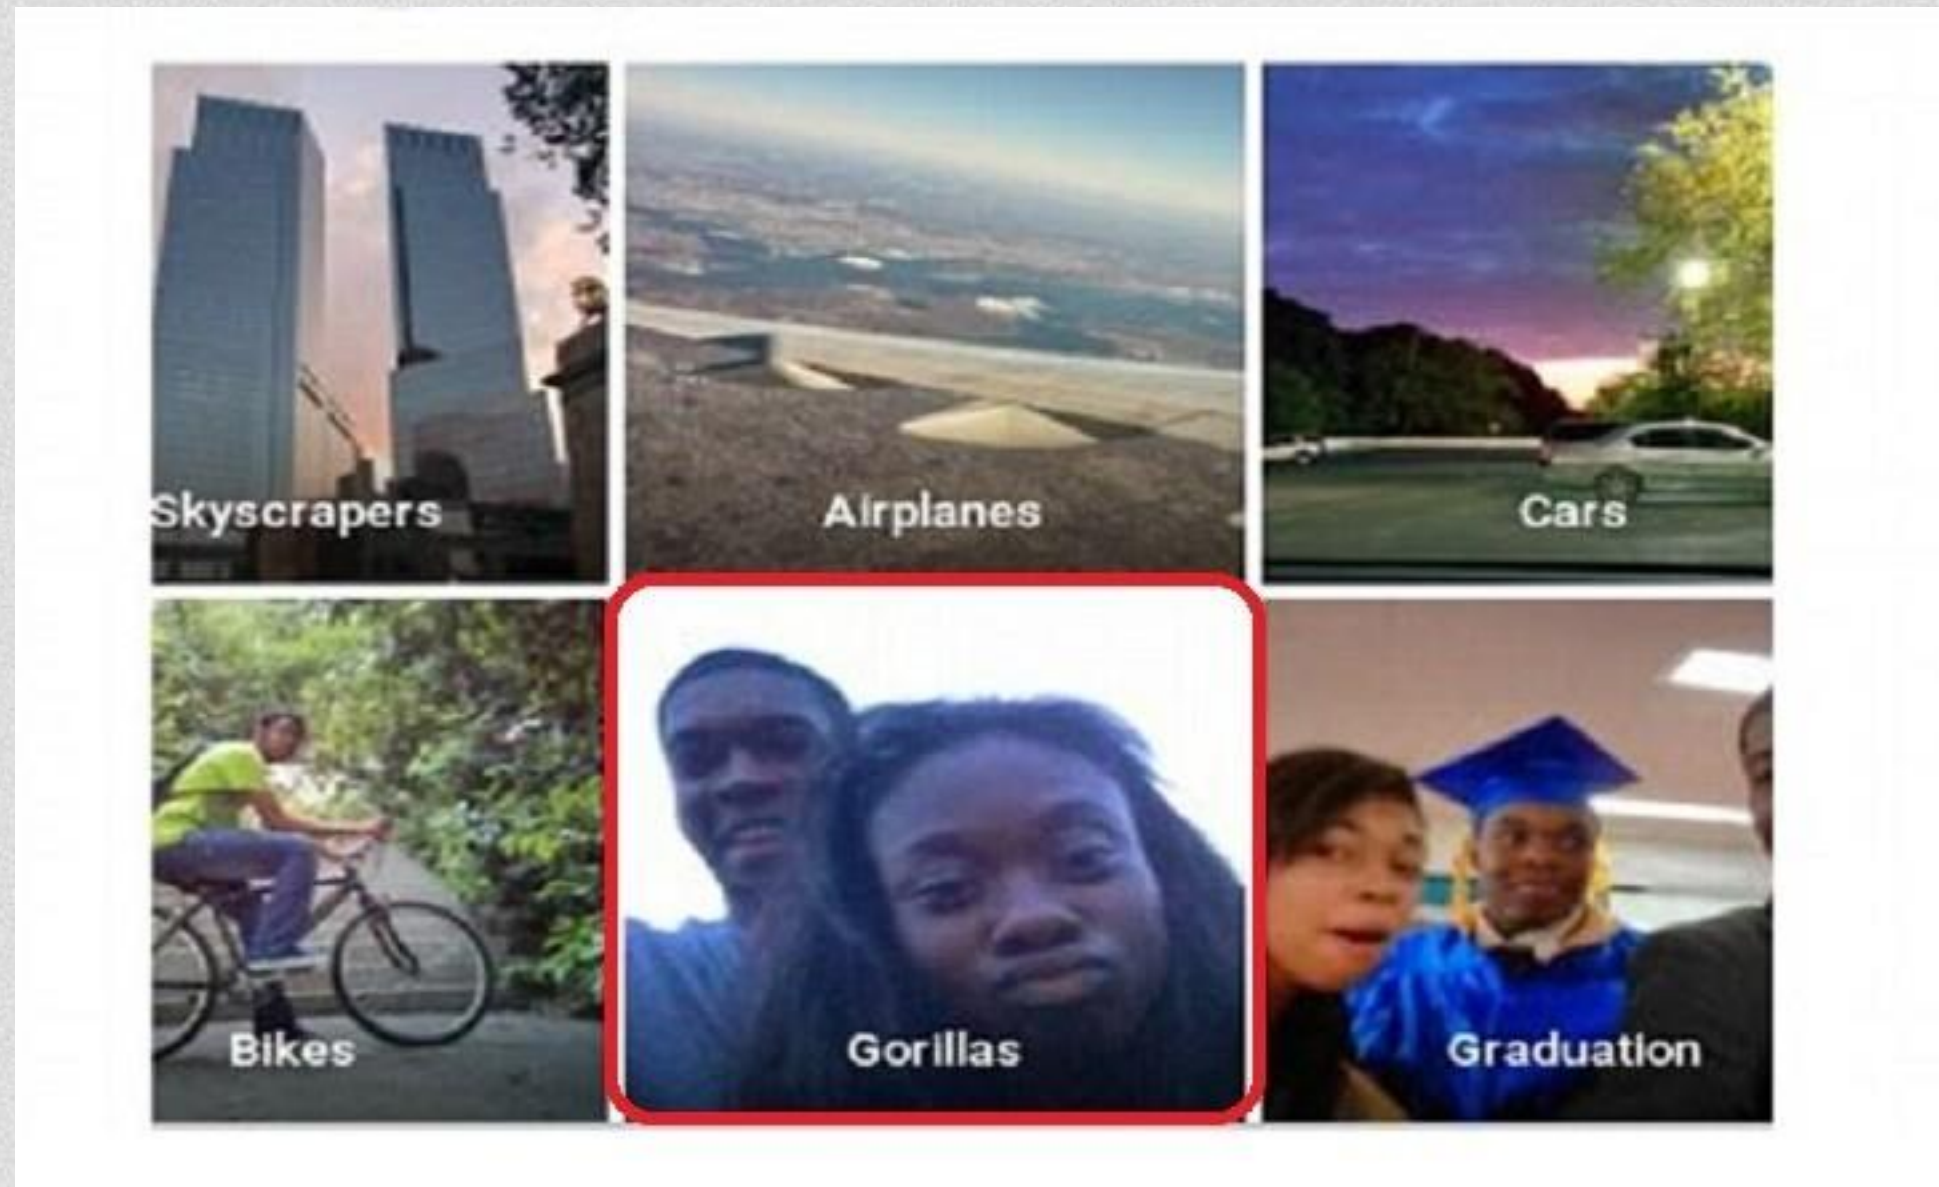 Skyscrapers
Airplanes
Cars
Bikes
Gorillas
Graduation